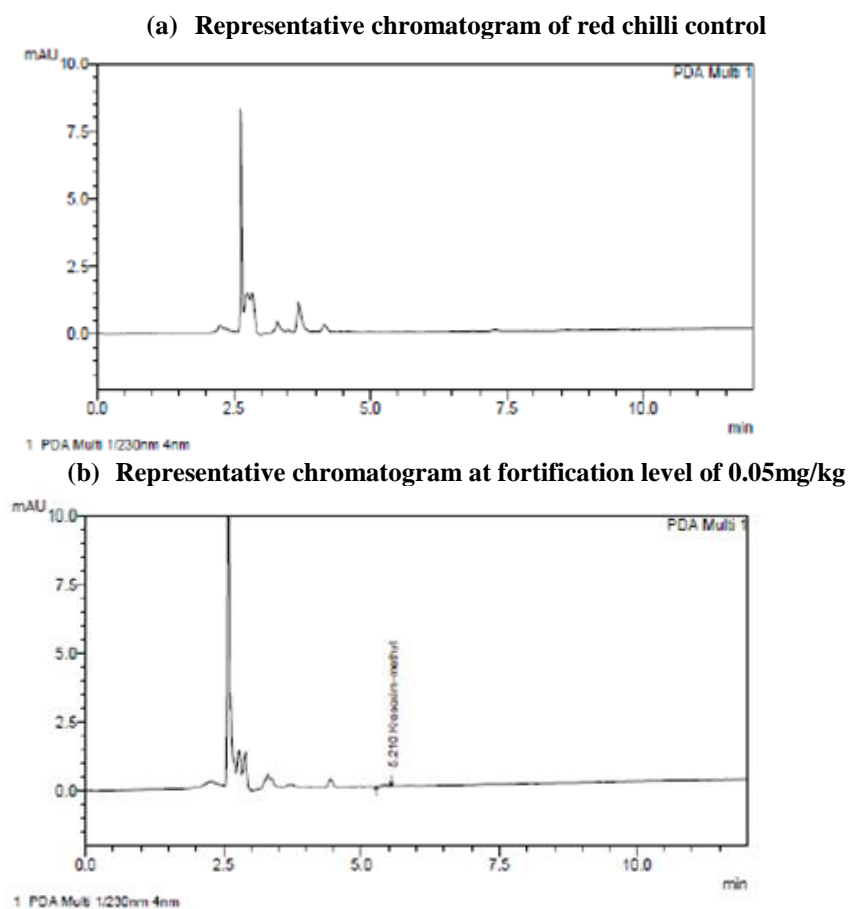 (a) Representative chromatogram of red chilli control
mAU
10.0
PDA Multi 1
7.5
5.0
2.5
0.0
0.0 2.5 5.0 7.5 10.0
min
1 PDA Multi 1/230nm 4nm
(b) Representative chromatogram at fortification level of 0.05mg/kg
mAU
10.0
PDA Multi 1
7.5
5.0
2.5
0.0
-methyl
0.0 2.5 5.0 7.5 10.0
min
1 PDA Multi 1/230nm 4nm